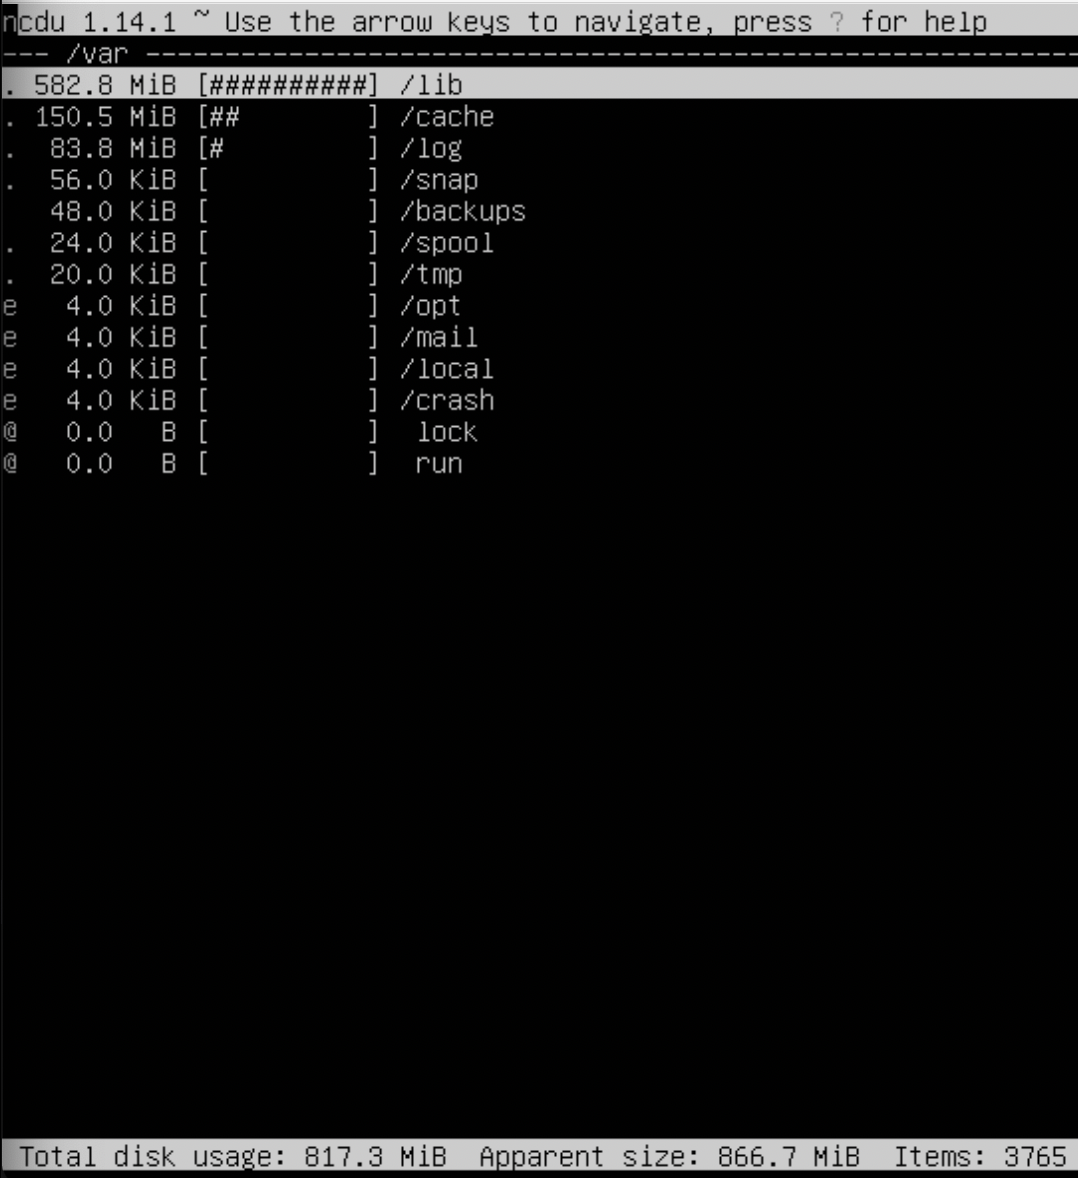 ncdu 1.14.1 ~ Use the arrow keys to navigate, press ? for help
--- /var -----------------------------------------------------------
. 582.8 MiB [##########] /lib
. 150.5 MiB [##        ] /cache
.  83.8 MiB [#         ] /log
.  56.0 KiB [          ] /snap
   48.0 KiB [          ] /backups
.  24.0 KiB [          ] /spool
.  20.0 KiB [          ] /tmp
e   4.0 KiB [          ] /opt
e   4.0 KiB [          ] /mail
e   4.0 KiB [          ] /local
e   4.0 KiB [          ] /crash
@   0.0   B [          ]  lock
@   0.0   B [          ]  run
Total disk usage: 817.3 MiB  Apparent size: 866.7 MiB  Items: 3765